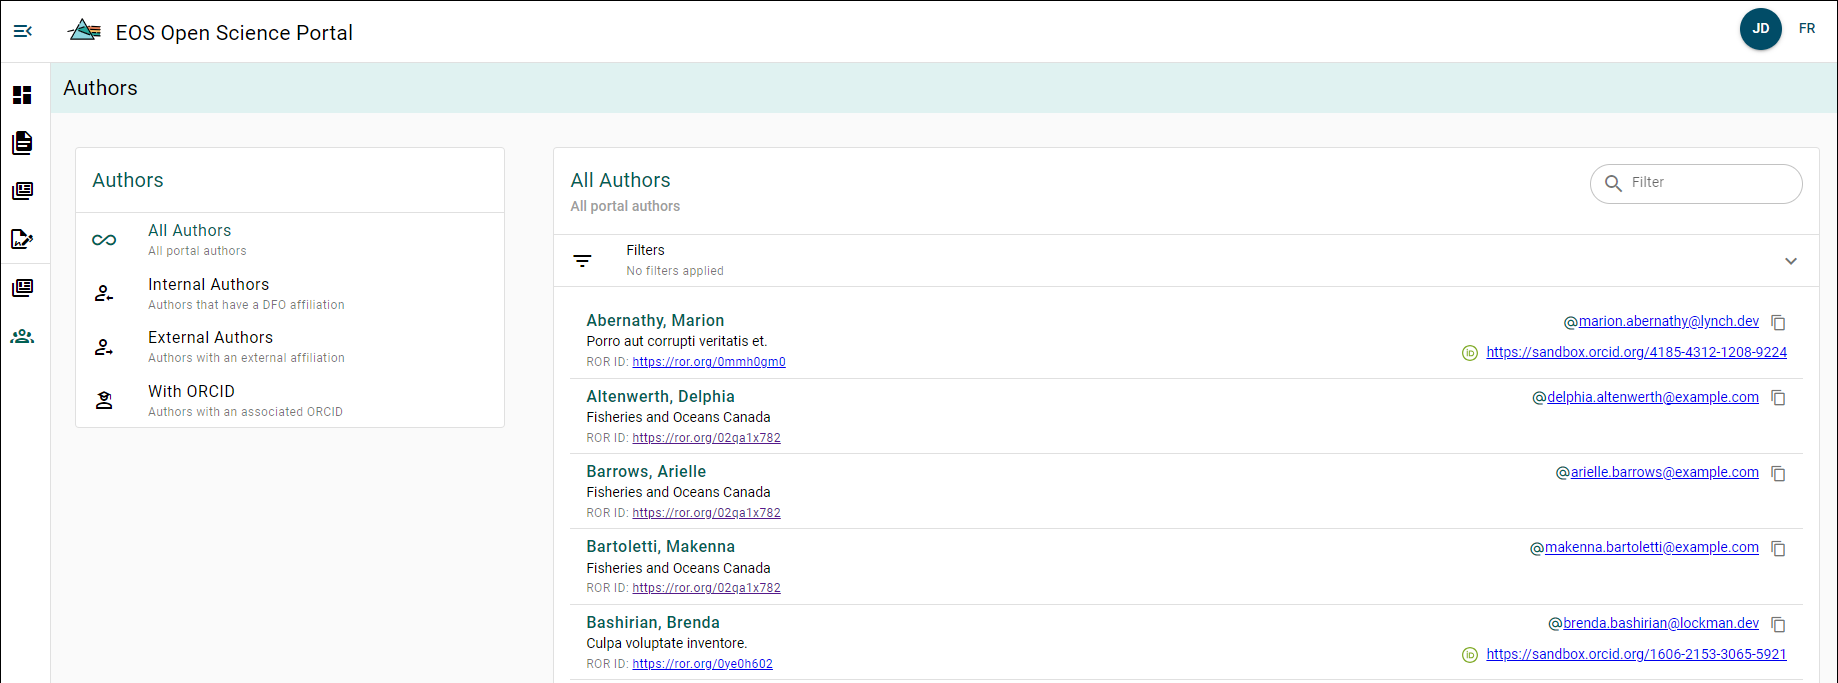 EOS Open Science Portal
JD
FR
Authors
Authors
All Authors
All portal authors
Internal Authors
Authors that have a DFO affiliation
External Authors
Authors with an external affiliation
With ORCID
Authors with an associated ORCID
All Authors
All portal authors
Filter
Filters
No filters applied
Abernathy, Marion
Porro aut corrupti veritatis et.
ROR ID: https://ror.org/0mmh0gm0
@marion.abernathy@lynch.dev
iD https://sandbox.orcid.org/4185-4312-1208-9224
Altenwerth, Delphia
Fisheries and Oceans Canada
ROR ID: https://ror.org/02qa1x782
@delphia.altenwerth@example.com
Barrows, Arielle
Fisheries and Oceans Canada
ROR ID: https://ror.org/02qa1x782
@arielle.barrows@example.com
Bartoletti, Makenna
Fisheries and Oceans Canada
ROR ID: https://ror.org/02qa1x782
@makenna.bartoletti@example.com
Bashirian, Brenda
Culpa voluptate inventore.
ROR ID: https://ror.org/0ye0h602
@brenda.bashirian@lockman.dev
iD https://sandbox.orcid.org/1606-2153-3065-5921